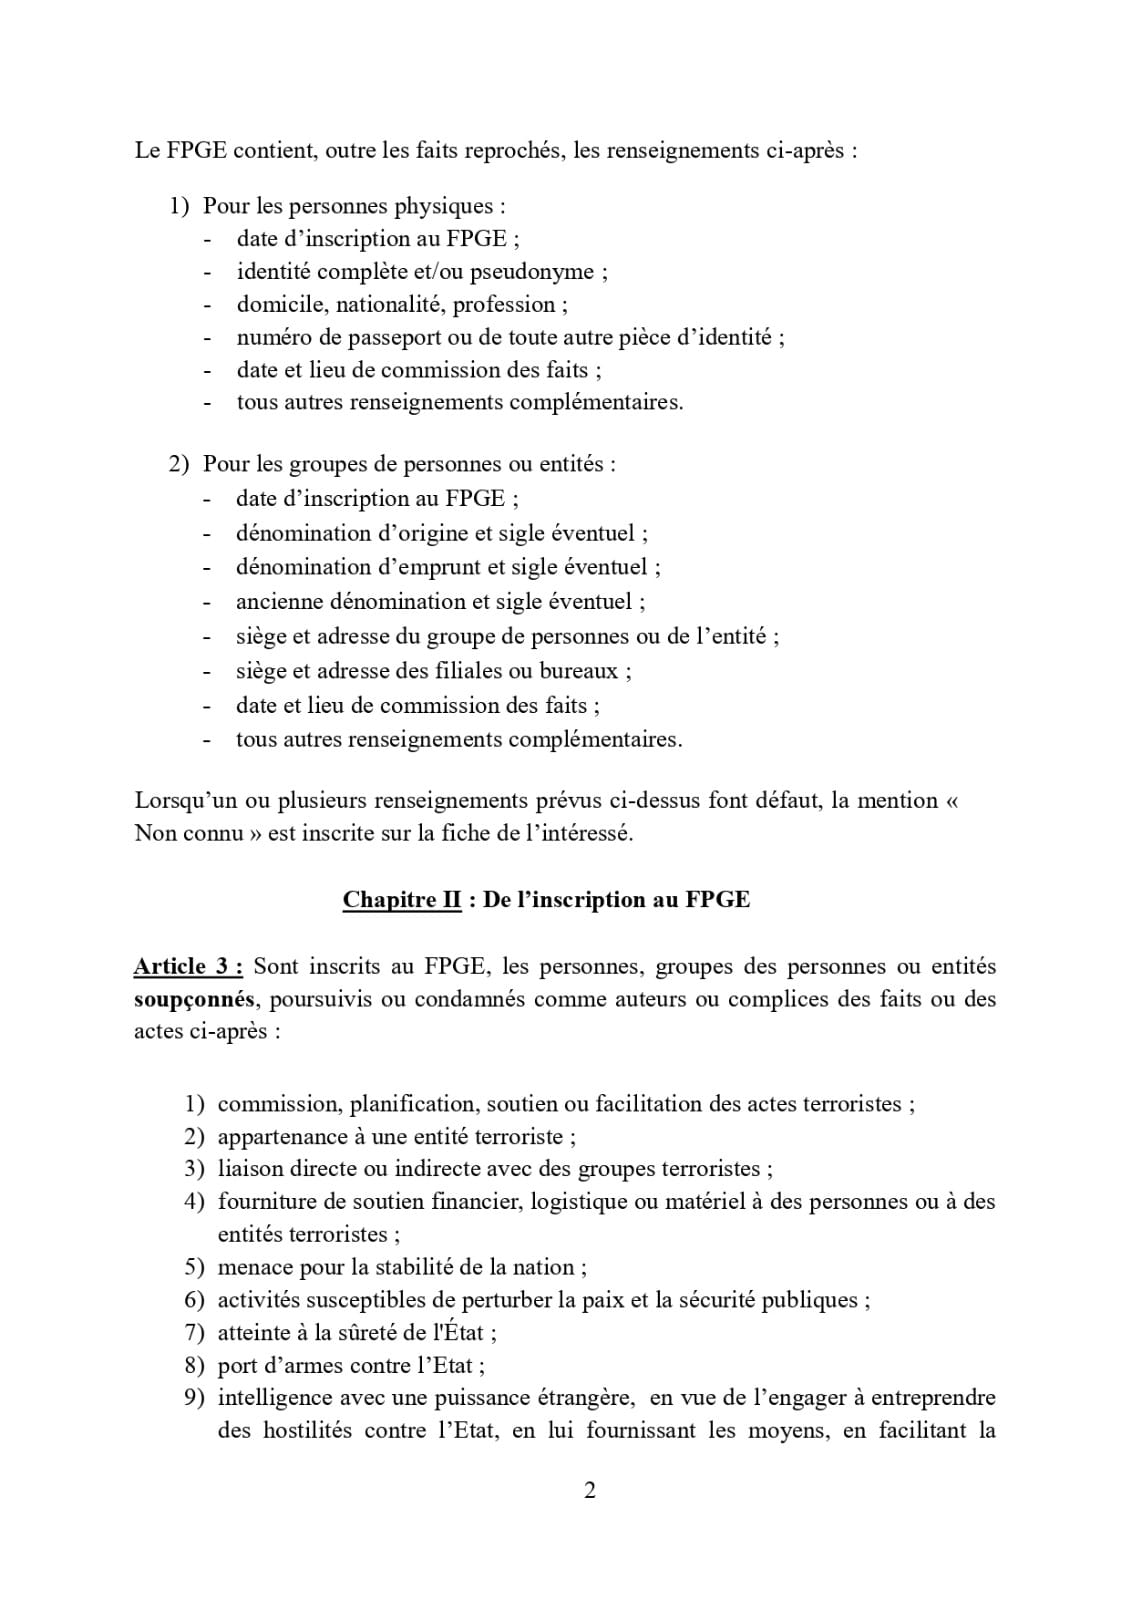 Le FPGE contient, outre les faits reprochés, les renseignements ci-après :
1) Pour les personnes physiques :
- date d’inscription au FPGE ;
- identité complète et/ou pseudonyme ;
- domicile, nationalité, profession ;
- numéro de passeport ou de toute autre pièce d’identité ;
- date et lieu de commission des faits ;
- tous autres renseignements complémentaires.
2) Pour les groupes de personnes ou entités :
- date d’inscription au FPGE ;
- dénomination d’origine et sigle éventuel ;
- dénomination d’emprunt et sigle éventuel ;
- ancienne dénomination et sigle éventuel ;
- siège et adresse du groupe de personnes ou de l’entité ;
- siège et adresse des filiales ou bureaux ;
- date et lieu de commission des faits ;
- tous autres renseignements complémentaires.
Lorsqu’un ou plusieurs renseignements prévus ci-dessus font défaut, la mention «
Non connu » est inscrite sur la fiche de l’intéressé.
Chapitre II : De l’inscription au FPGE
Article 3 : Sont inscrits au FPGE, les personnes, groupes des personnes ou entités
soupçonnés, poursuivis ou condamnés comme auteurs ou complices des faits ou des
actes ci-après :
1) commission, planification, soutien ou facilitation des actes terroristes ;
2) appartenance à une entité terroriste ;
3) liaison directe ou indirecte avec des groupes terroristes ;
4) fourniture de soutien financier, logistique ou matériel à des personnes ou à des
entités terroristes ;
5) menace pour la stabilité de la nation ;
6) activités susceptibles de perturber la paix et la sécurité publiques ;
7) atteinte à la sûreté de l'État ;
8) port d’armes contre l’Etat ;
9) intelligence avec une puissance étrangère, en vue de l’engager à entreprendre
des hostilités contre l’Etat, en lui fournissant les moyens, en facilitant la
2